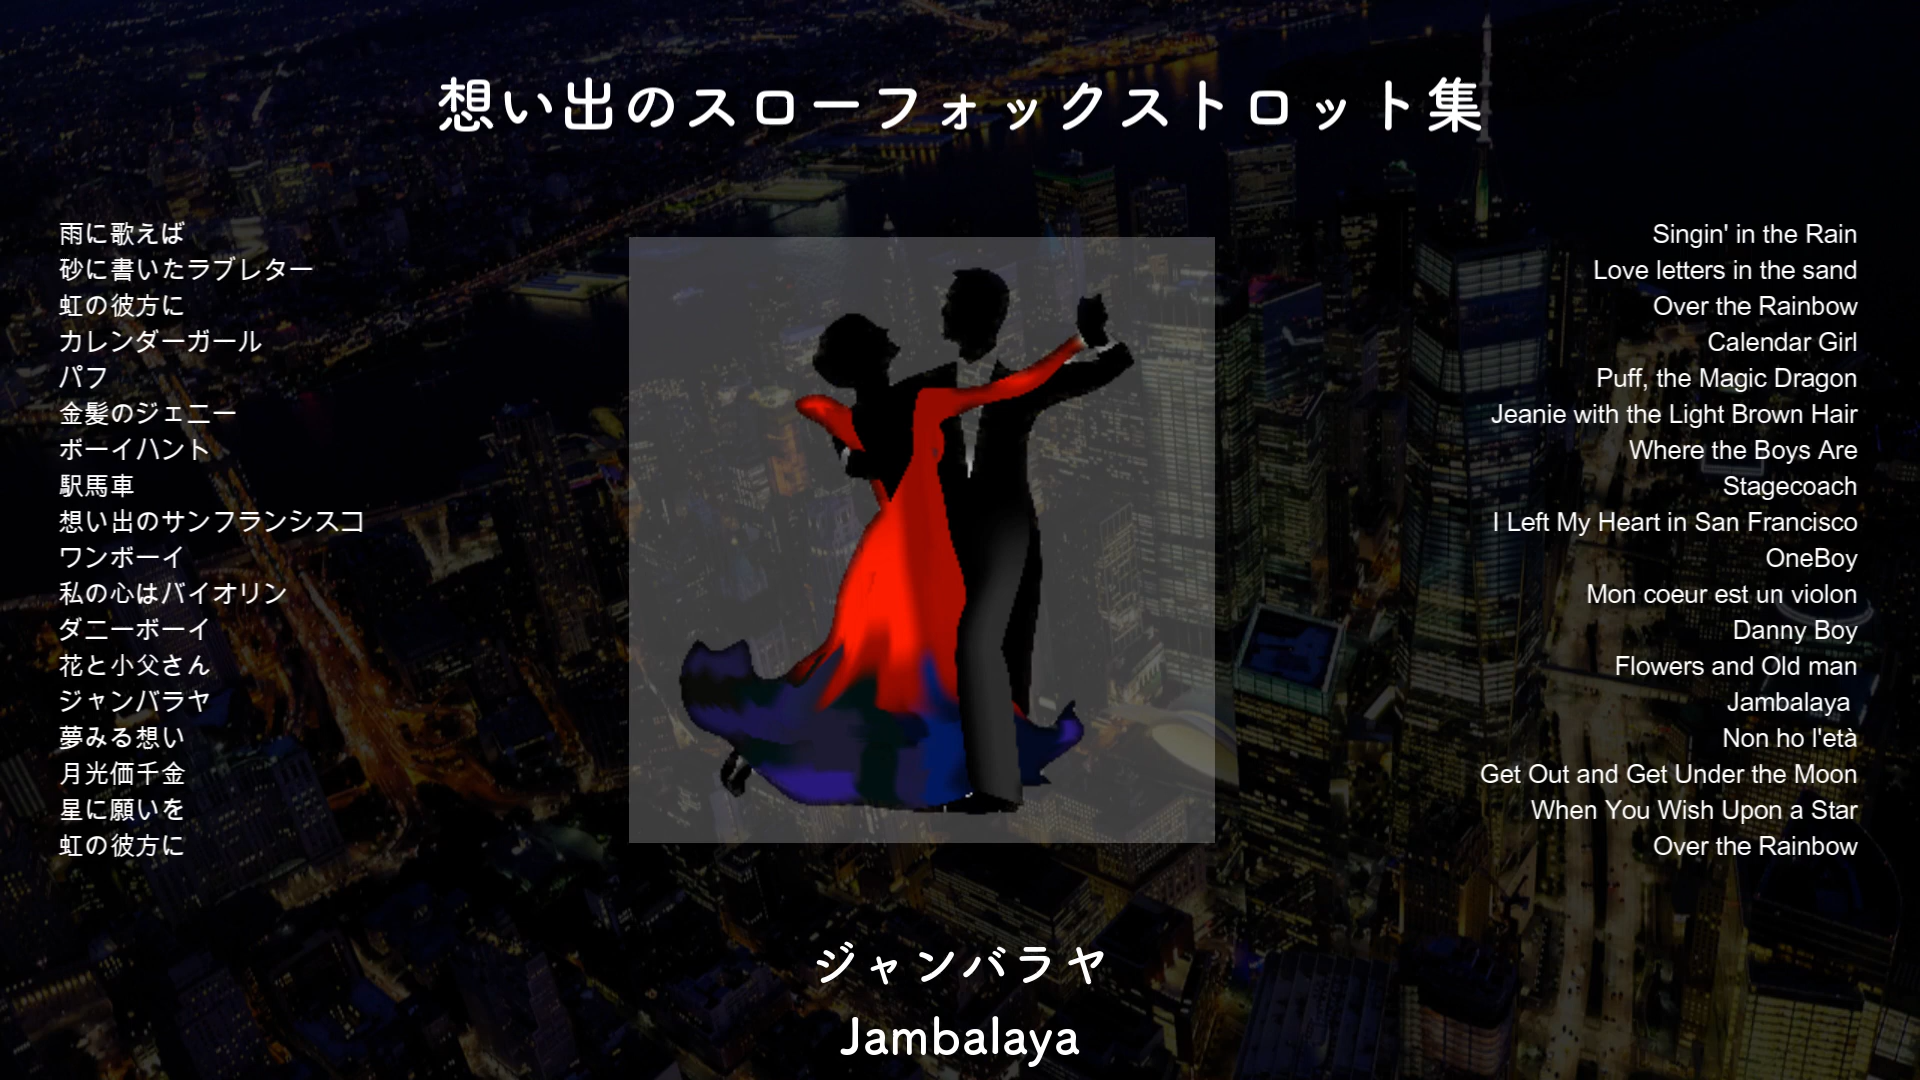 想い出のスローフォックストロット集
雨に歌えば
砂に書いたラブレター
虹の彼方に
カレンダーガール
パフ
金髪のジェニー
ボーイハント
駅馬車
想い出のサンフランシスコ
ワンボーイ
私の心はバイオリン
ダニーボーイ
花と小父さん
ジャンバラヤ
夢みる想い
月光価千金
星に願いを
虹の彼方に
Singin' in the Rain
Love letters in the sand
Over the Rainbow
Calendar Girl
Puff, the Magic Dragon
Jeanie with the Light Brown Hair
Where the Boys Are
Stagecoach
I Left My Heart in San Francisco
OneBoy
Mon coeur est un violon
Danny Boy
Flowers and Old man
Jambalaya
Non ho l'età
Get Out and Get Under the Moon
When You Wish Upon a Star
Over the Rainbow
ジャンバラヤ
Jambalaya